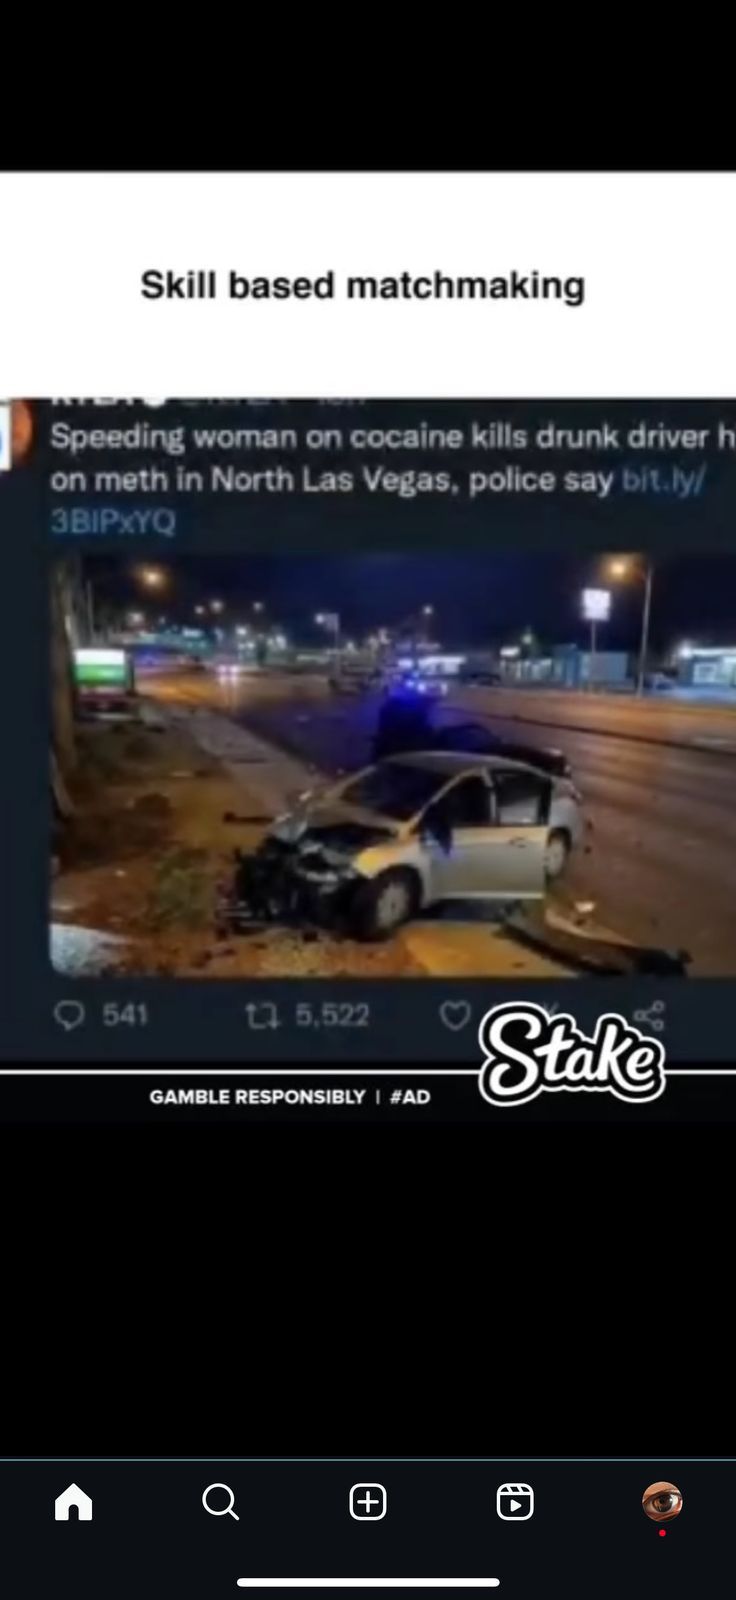 Skill based matchmaking
Speeding woman on cocaine kills drunk driver h
on meth in North Las Vegas, police say bit.ly/
3BIPxYQ
541 5,522
Stake
GAMBLE RESPONSIBLY | #AD